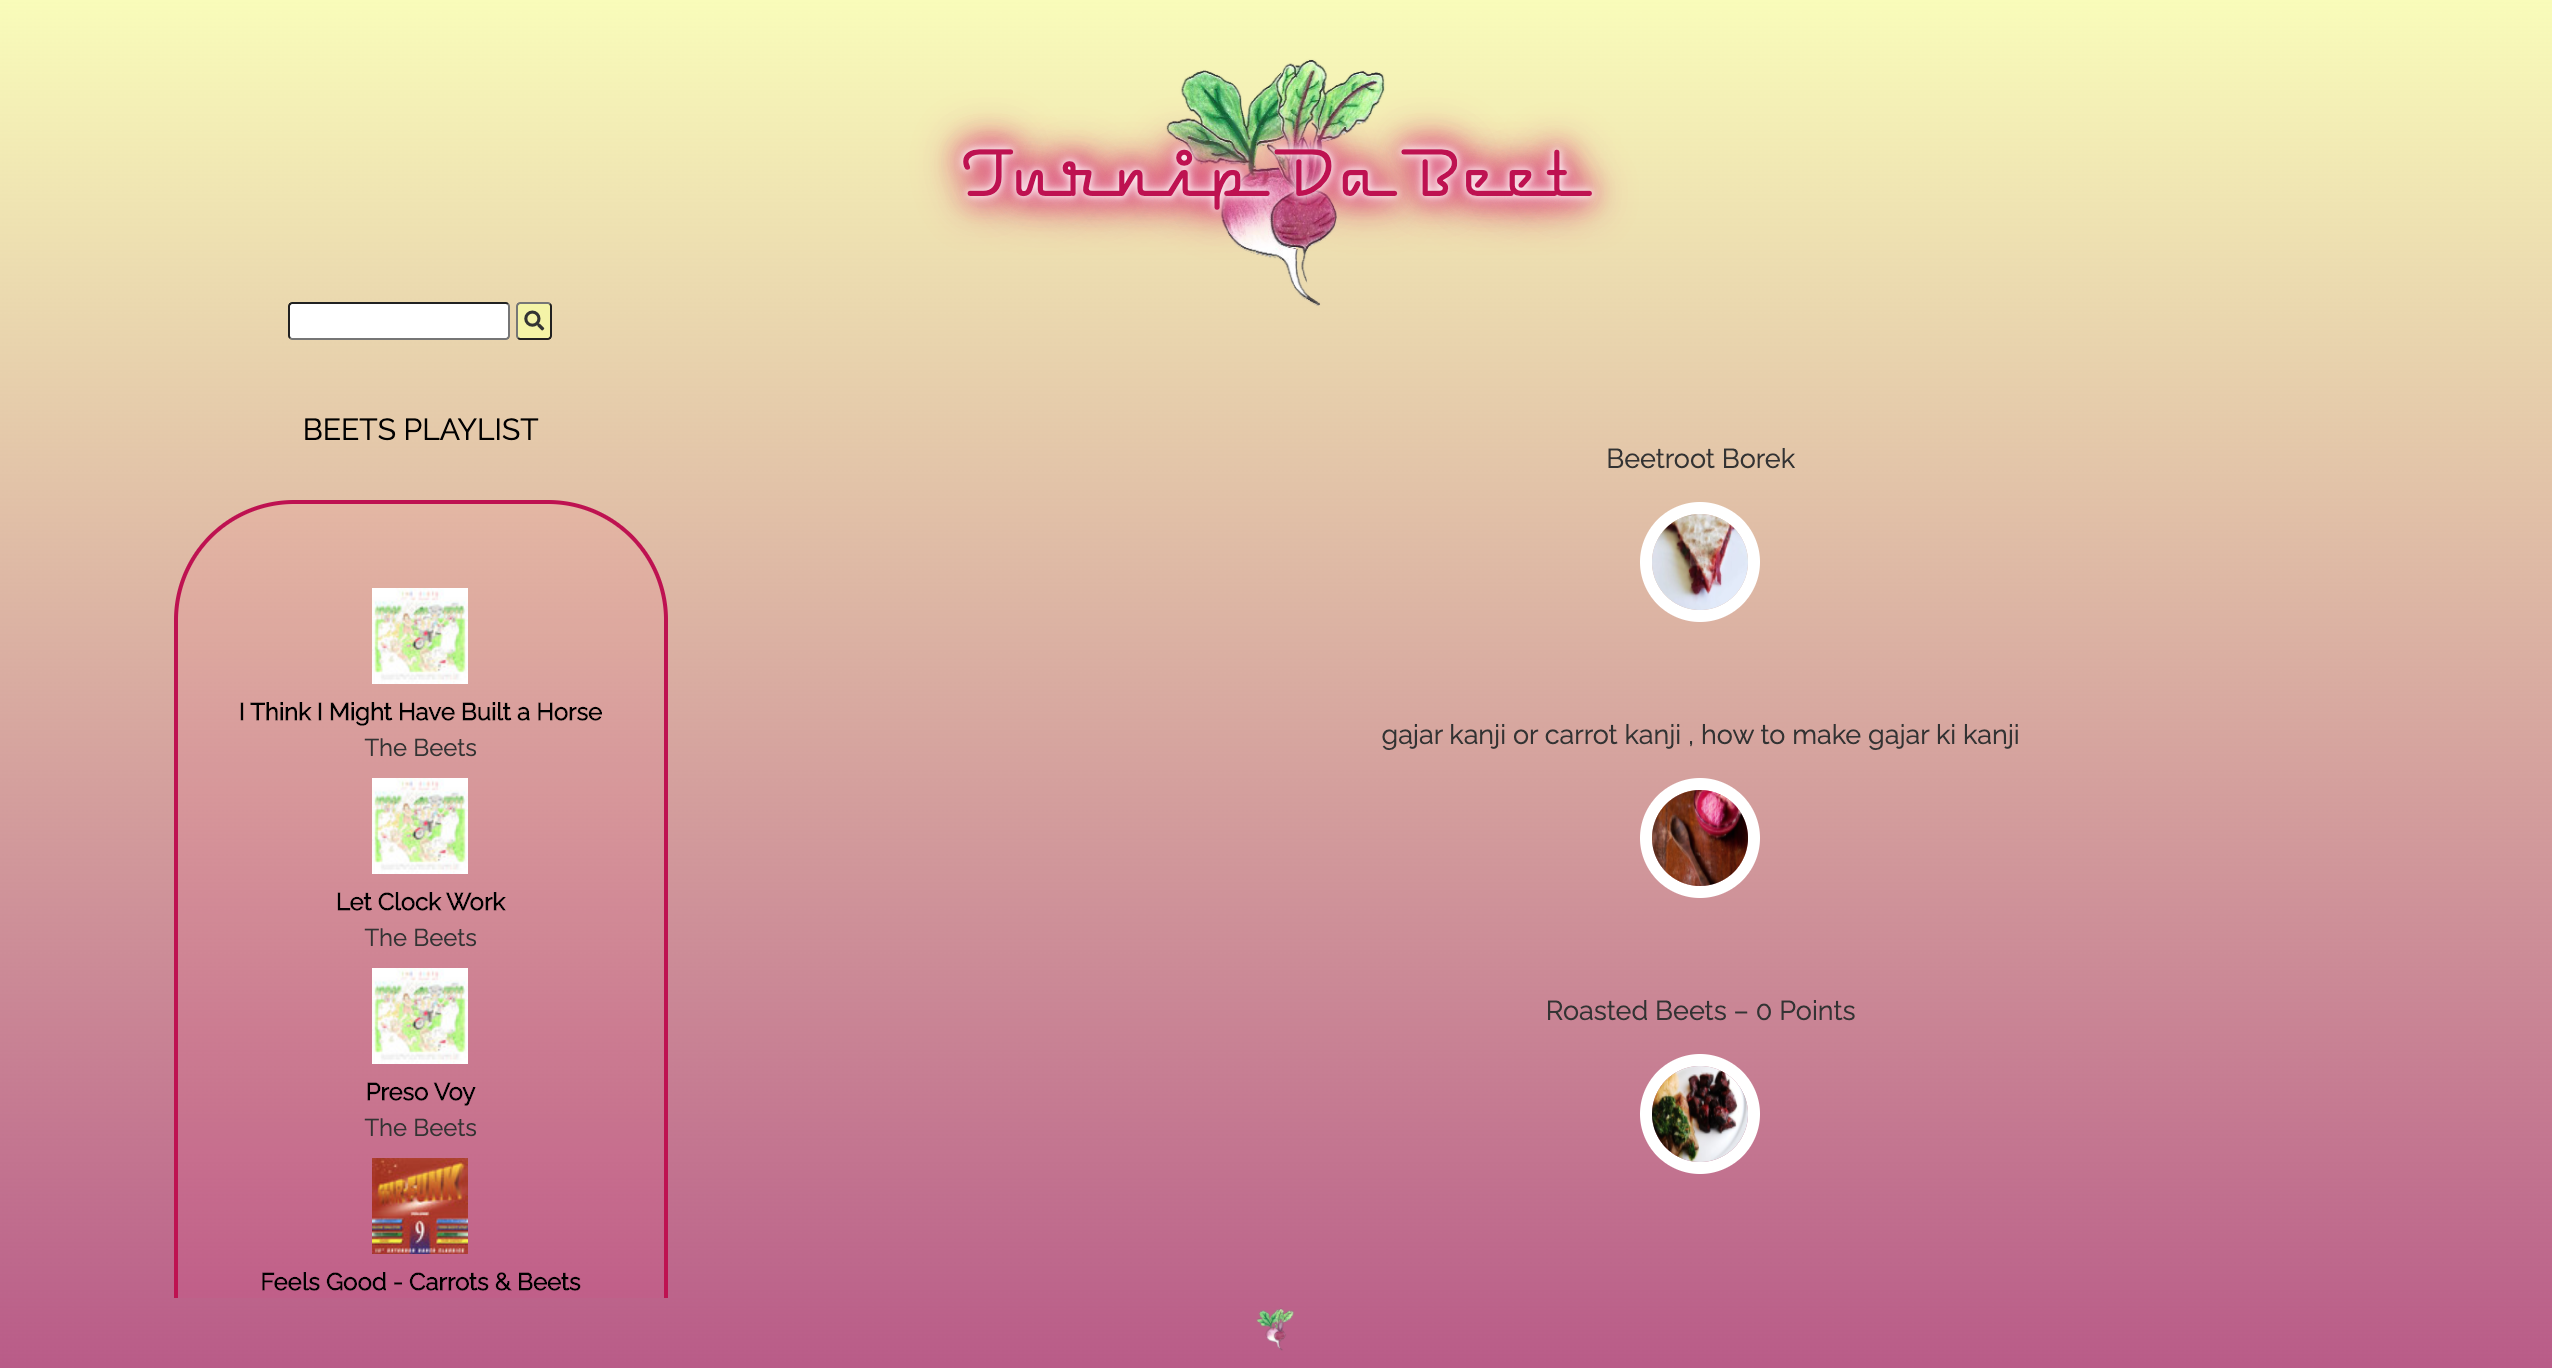 Turnip Da Beet
BEETS PLAYLIST
I Think I Might Have Built a Horse
The Beets
Let Clock Work
The Beets
Preso Voy
The Beets
9
Feels Good - Carrots & Beets
Beetroot Borek
gajar kanji or carrot kanji , how to make gajar ki kanji
Roasted Beets – 0 Points